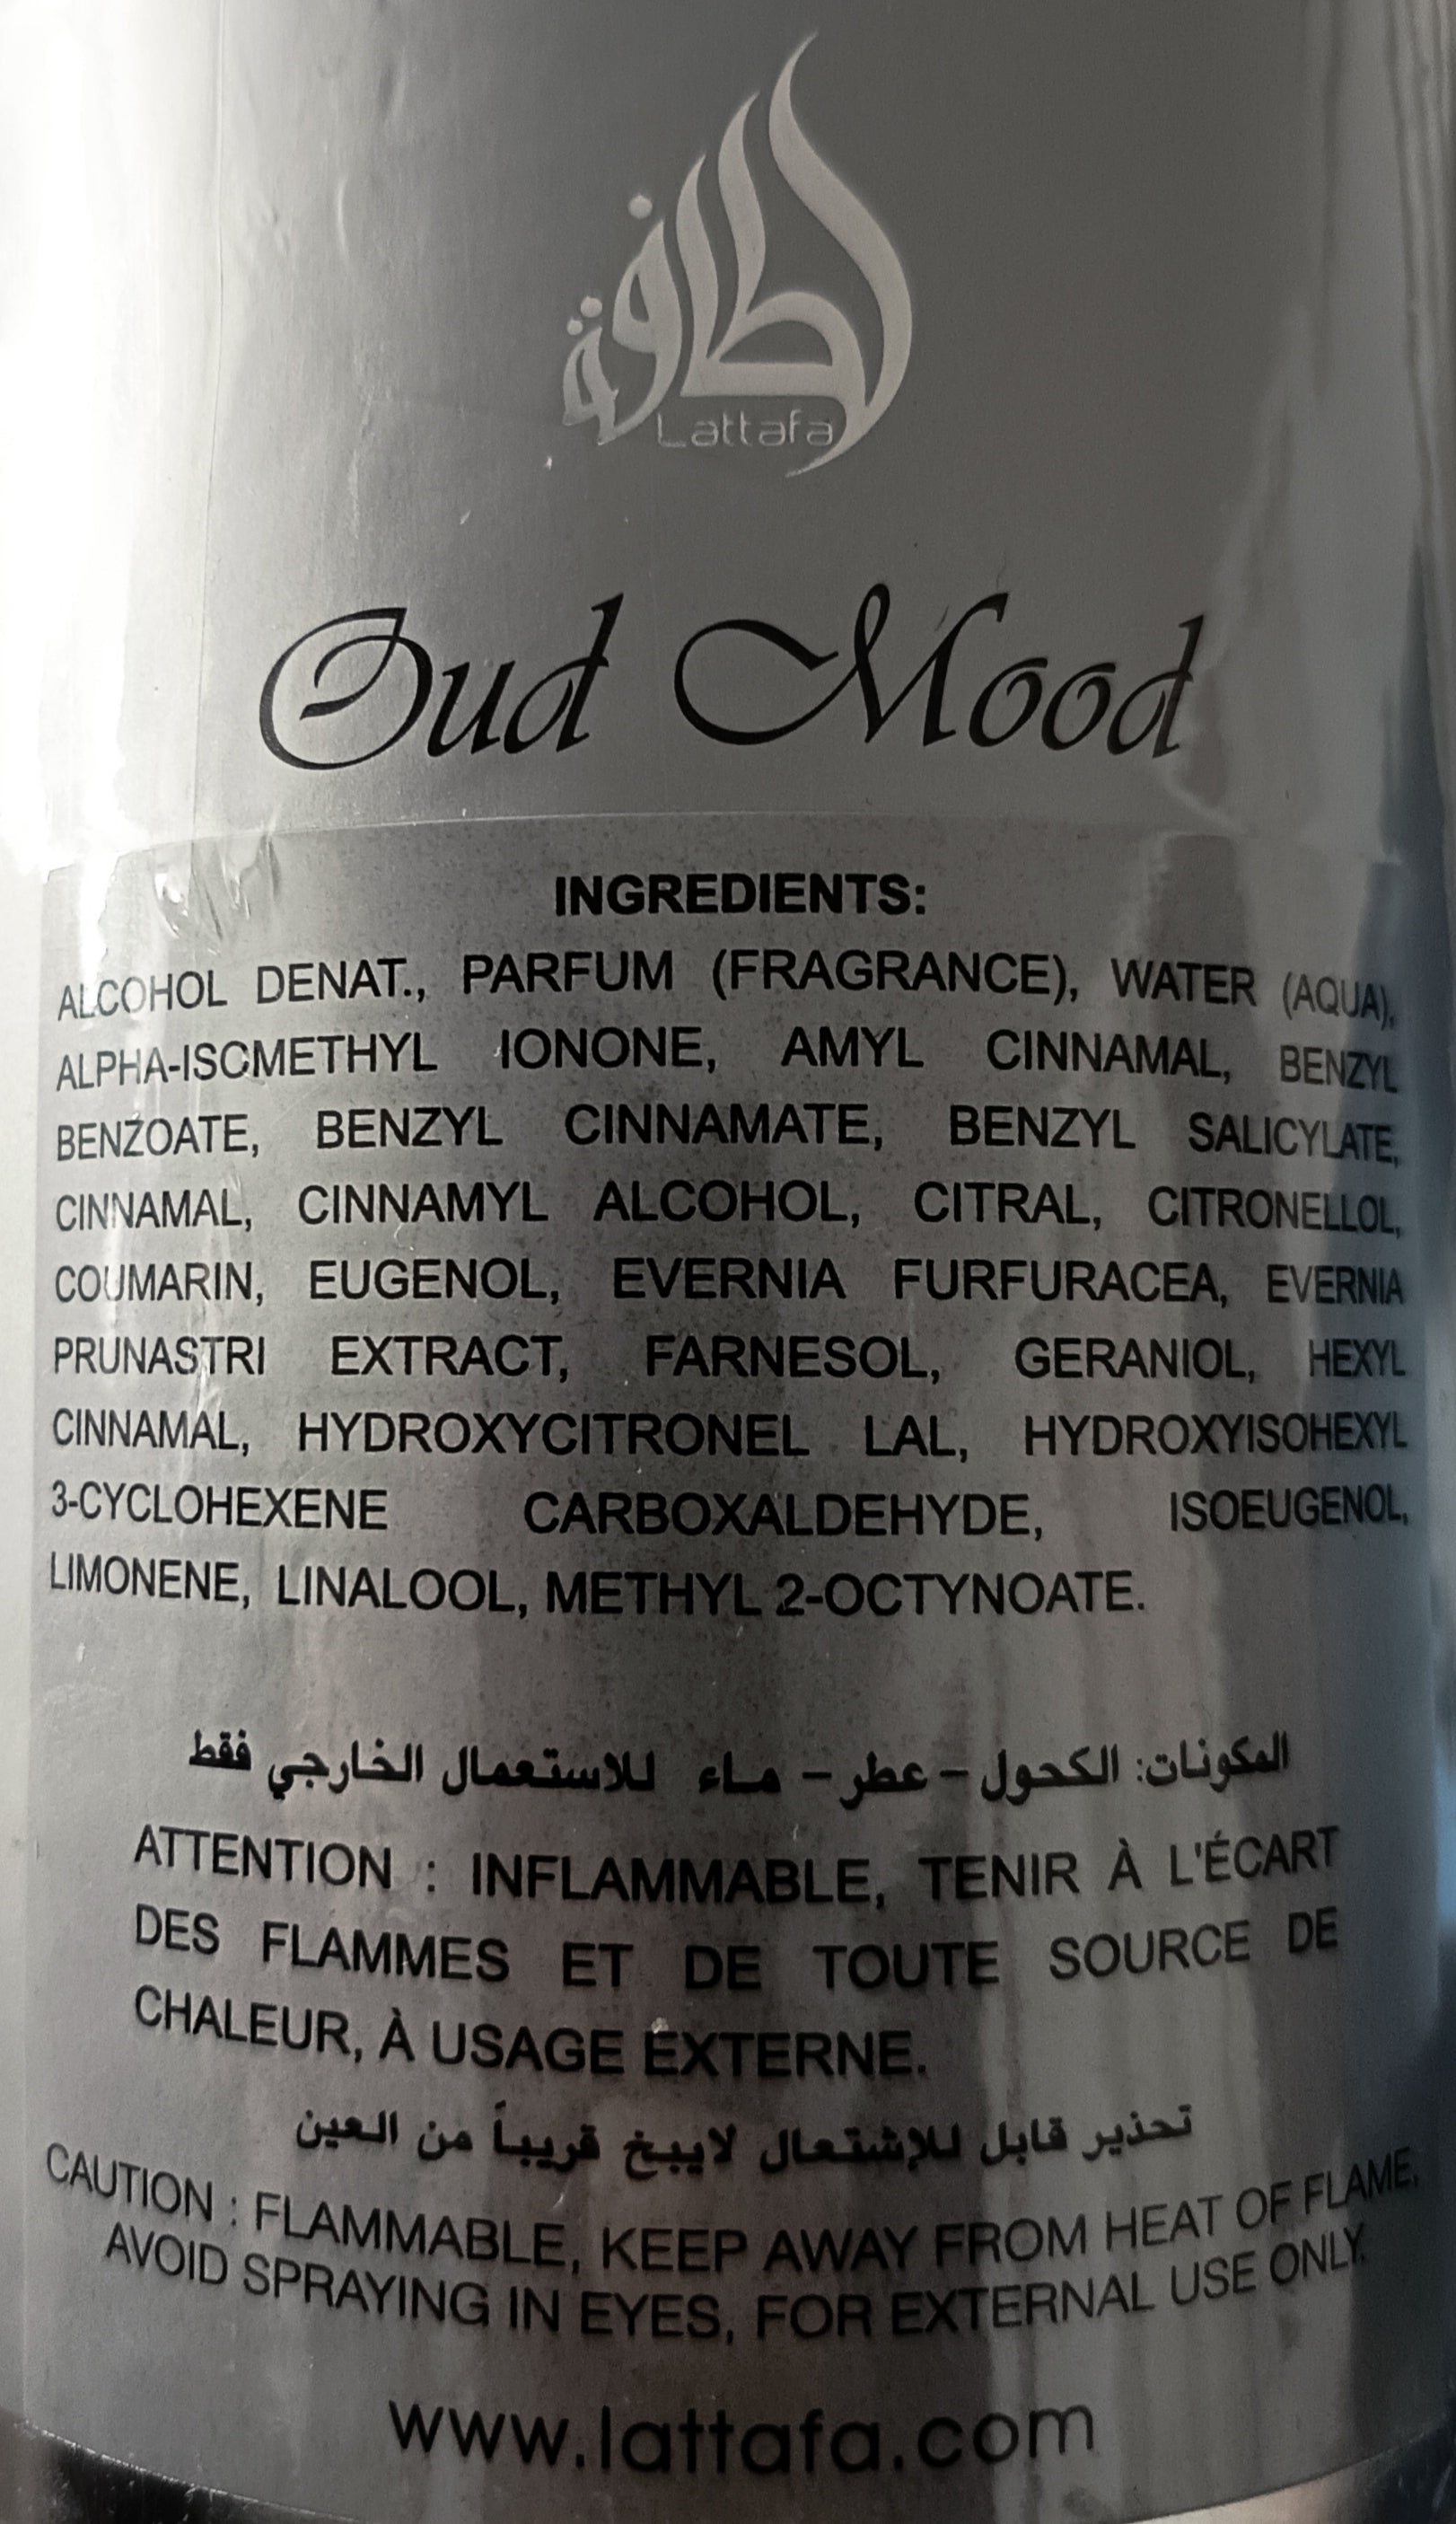 لطافة
Lattafa
Oud Mood
INGREDIENTS:
ALCOHOL DENAT., PARFUM (FRAGRANCE), WATER (AQUA),
ALPHA-ISOMETHYL IONONE, AMYL CINNAMAL, BENZYL
BENZOATE, BENZYL CINNAMATE, BENZYL SALICYLATE,
CINNAMAL, CINNAMYL ALCOHOL, CITRAL, CITRONELLOL,
COUMARIN, EUGENOL, EVERNIA FURFURACEA, EVERNIA
PRUNASTRI EXTRACT, FARNESOL, GERANIOL, HEXYL
CINNAMAL, HYDROXYCITRONEL LAL, HYDROXYISOHEXYL
3-CYCLOHEXENE CARBOXALDEHYDE, ISOEUGENOL,
LIMONENE, LINALOOL, METHYL 2-OCTYNOATE.
المكونات: الكحول - عطر - ماء للاستعمال الخارجي فقط
ATTENTION : INFLAMMABLE, TENIR À L'ÉCART
DES FLAMMES ET DE TOUTE SOURCE DE
CHALEUR, À USAGE EXTERNE.
تحذير قابل للإشتعال لايبخ قريباً من العين
CAUTION : FLAMMABLE, KEEP AWAY FROM HEAT OF FLAME,
AVOID SPRAYING IN EYES, FOR EXTERNAL USE ONLY.
www.lattafa.com